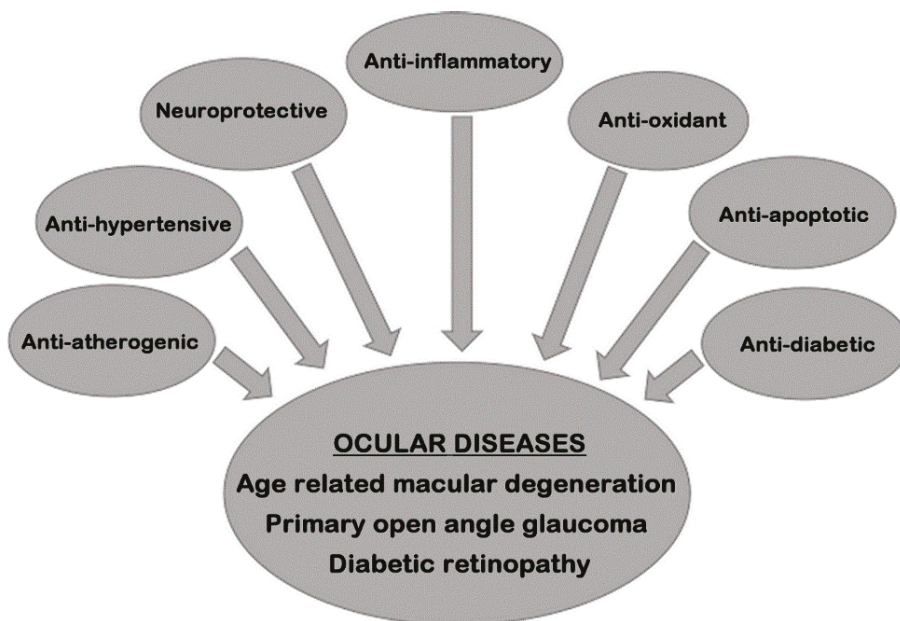 Anti-inflammatory
Neuroprotective
Anti-oxidant
Anti-hypertensive
Anti-apoptotic
Anti-atherogenic
Anti-diabetic
OCULAR DISEASES
Age related macular degeneration
Primary open angle glaucoma
Diabetic retinopathy